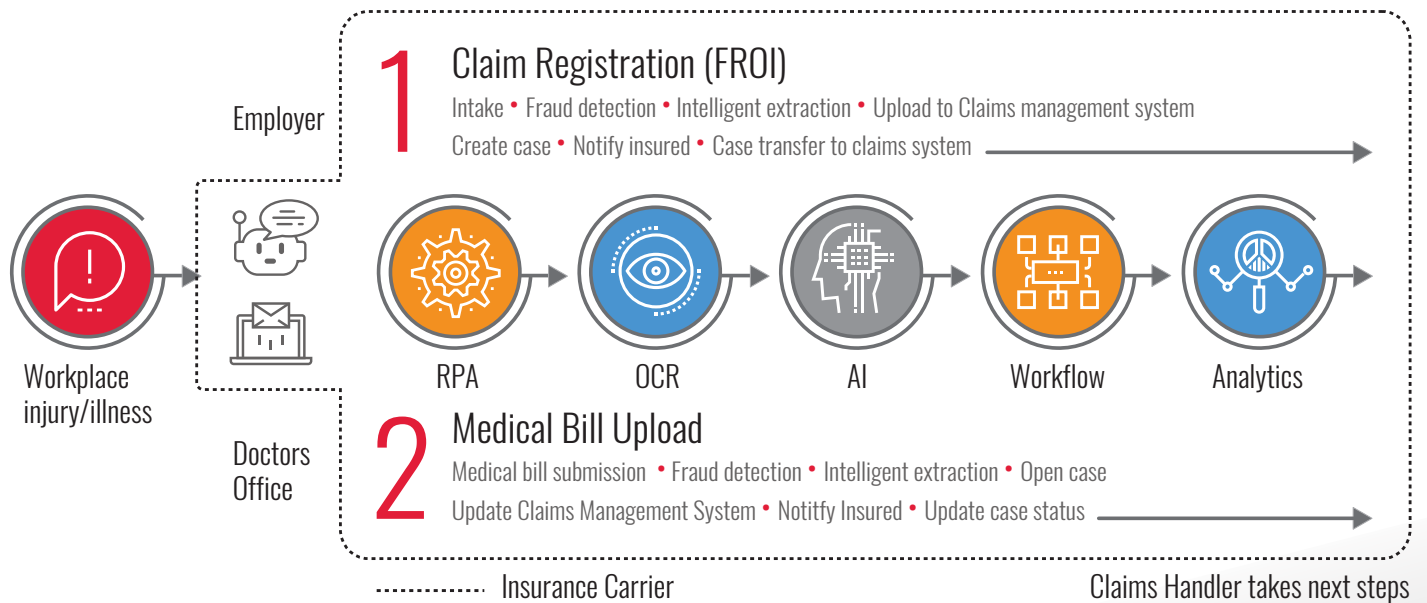 1
Claim Registration (FROI)
Intake • Fraud detection • Intelligent extraction • Upload to Claims management system
Create case • Notify insured • Case transfer to claims system
Employer
Workplace
injury/illness
RPA
OCR
AI
Workflow
Analytics
2
Medical Bill Upload
Medical bill submission • Fraud detection • Intelligent extraction • Open case
Update Claims Management System • Notitfy Insured • Update case status
Doctors
Office
Insurance Carrier
Claims Handler takes next steps